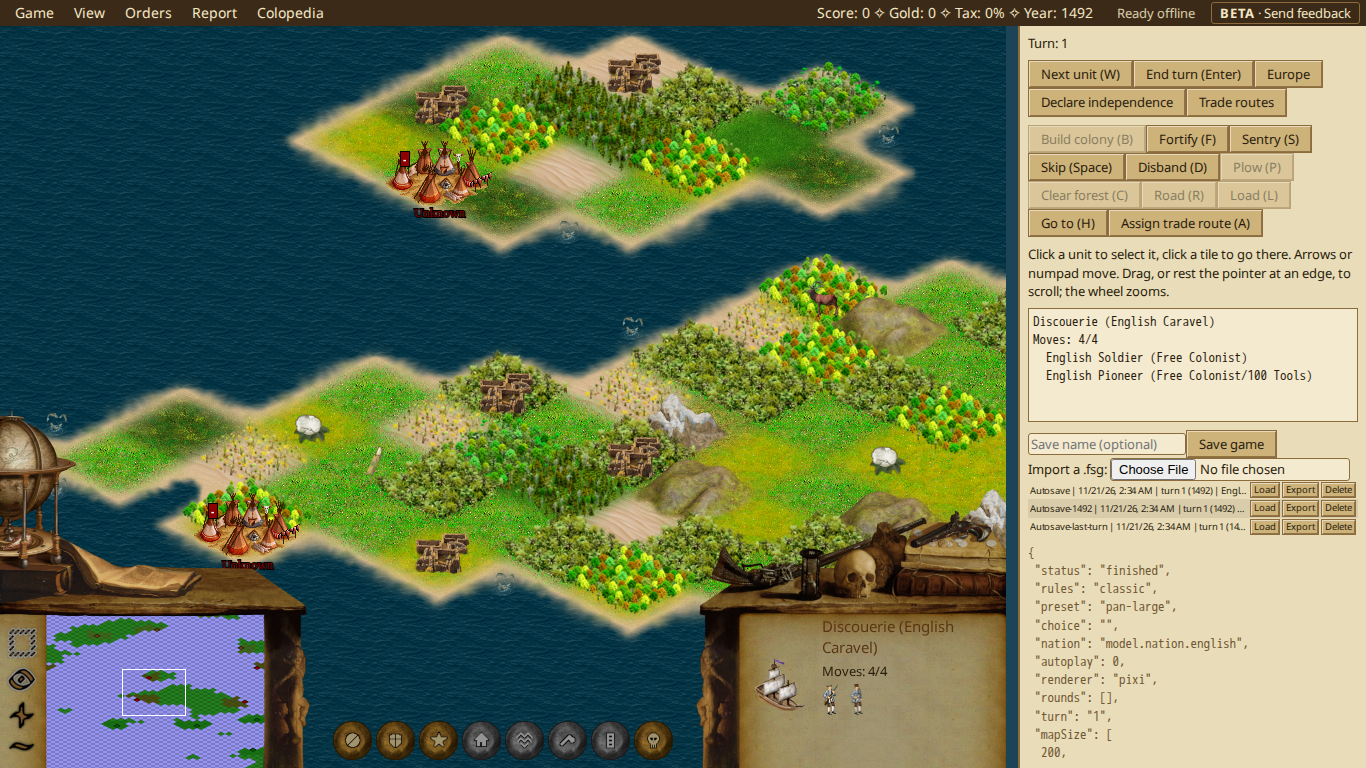 Game View Orders Report Colopedia Score: 0 ✧ Gold: 0 ✧ Tax: 0% ✧ Year: 1492 Ready offline BETA · Send feedback
Turn: 1
Next unit (W) End turn (Enter) Europe
Declare independence Trade routes
Build colony (B) Fortify (F) Sentry (S)
Skip (Space) Disband (D) Plow (P)
Clear forest (C) Road (R) Load (L)
Go to (H) Assign trade route (A)
Click a unit to select it, click a tile to go there. Arrows or
numpad move. Drag, or rest the pointer at an edge, to
scroll; the wheel zooms.
Discouerie (English Caravel)
Moves: 4/4
English Soldier (Free Colonist)
English Pioneer (Free Colonist/100 Tools)
Save name (optional) Save game
Import a .fsg: Choose File No file chosen
Autosave | 11/21/26, 2:34 AM | turn 1 (1492) | Engl... Load Export Delete
Autosave-1492 | 11/21/26, 2:34 AM | turn 1 (1492) ... Load Export Delete
Autosave-last-turn | 11/21/26, 2:34 AM | turn 1 (14... Load Export Delete
{
"status": "finished",
"rules": "classic",
"preset": "pan-large",
"choice": "",
"nation": "model.nation.english",
"autoplay": 0,
"renderer": "pixi",
"rounds": [],
"turn": "1",
"mapSize": [
200,
Unknown
Unknown
Discouerie (English
Caravel)
Moves: 4/4